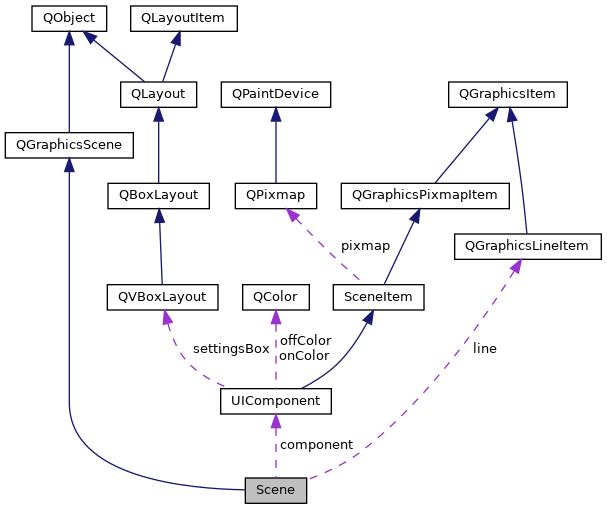 QObject
QLayoutItem
QLayout
QPaintDevice
QGraphicsItem
QGraphicsScene
QBoxLayout
QPixmap
QGraphicsPixmapItem
pixmap
QGraphicsLineItem
QVBoxLayout
QColor
SceneItem
settingsBox
offColor
onColor
line
UIComponent
component
Scene